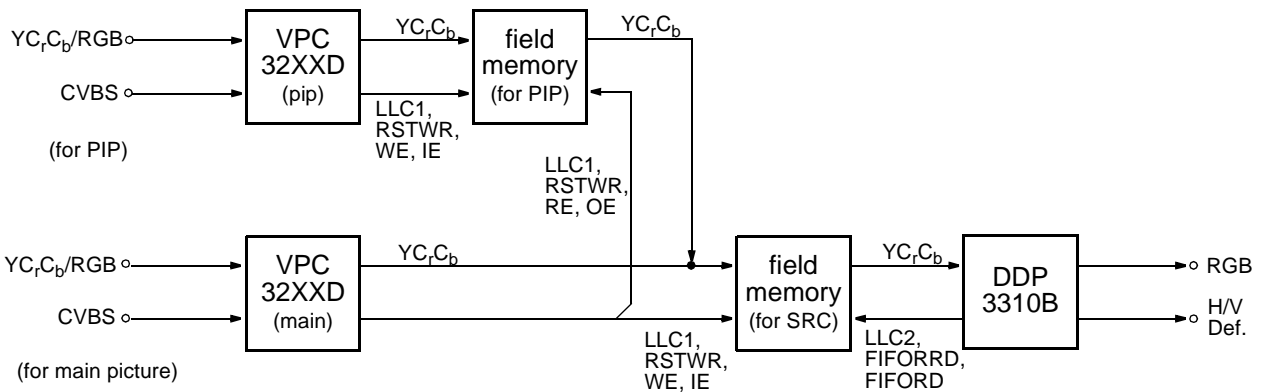 YCrCb/RGB
CVBS
(for PIP)
VPC
32XXD
(pip)
YCrCb
LLC1,
RSTWR,
WE, IE
field
memory
(for PIP)
YCrCb
LLC1,
RSTWR,
RE, OE
YCrCb/RGB
CVBS
(for main picture)
VPC
32XXD
(main)
YCrCb
LLC1,
RSTWR,
WE, IE
field
memory
(for SRC)
YCrCb
LLC2,
FIFORRD,
FIFORD
DDP
3310B
RGB
H/V
Def.